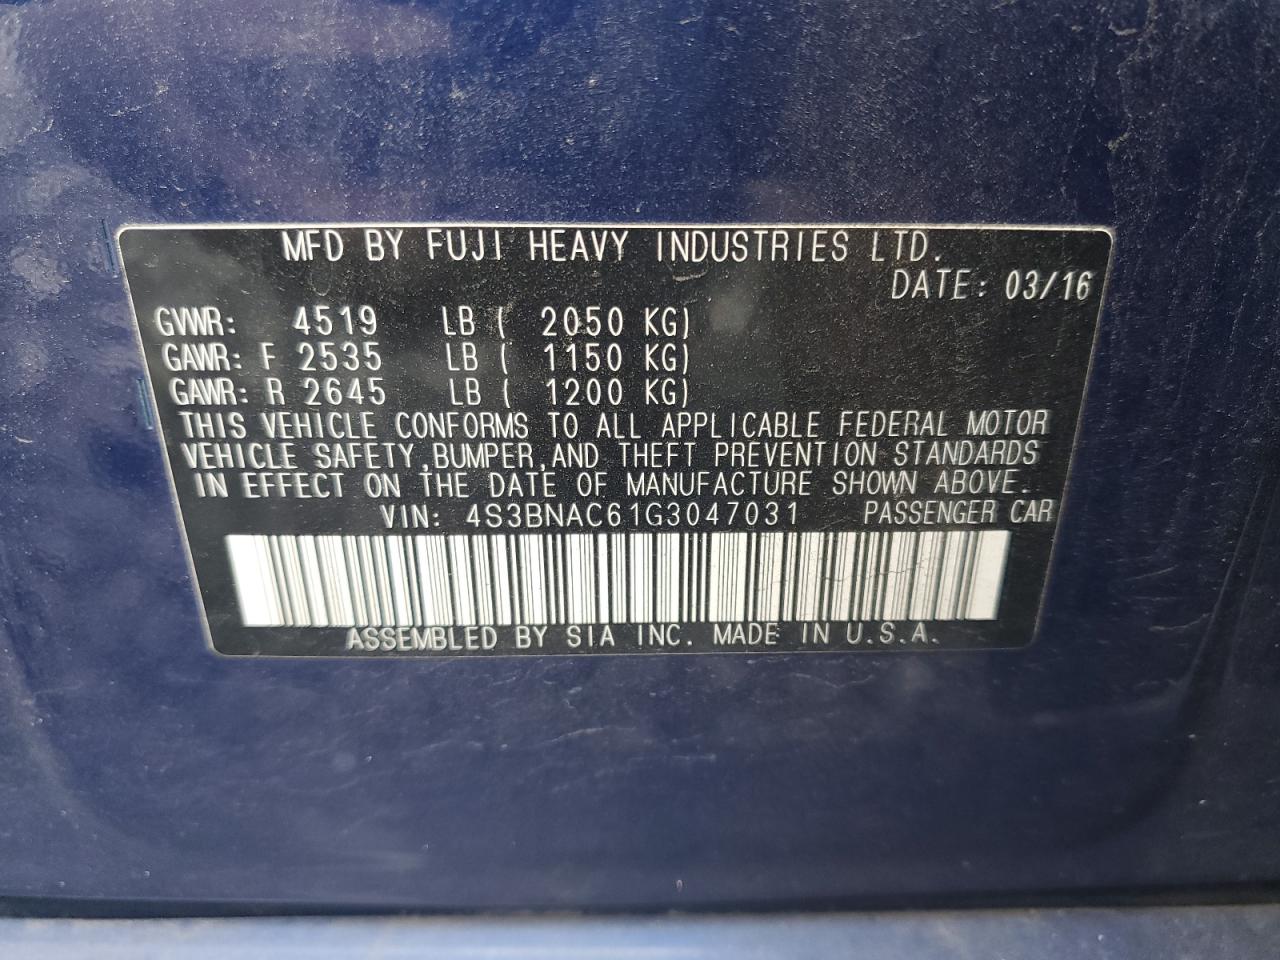 MFD BY FUJI HEAVY INDUSTRIES LTD.
DATE: 03/16
GVWR: 4519 LB ( 2050 KG)
GAWR: F 2535 LB ( 1150 KG)
GAWR: R 2645 LB ( 1200 KG)
THIS VEHICLE CONFORMS TO ALL APPLICABLE FEDERAL MOTOR
VEHICLE SAFETY,BUMPER,AND THEFT PREVENTION STANDARDS
IN EFFECT ON THE DATE OF MANUFACTURE SHOWN ABOVE.
VIN: 4S3BNAC61G3047031 PASSENGER CAR
ASSEMBLED BY SIA INC. MADE IN U.S.A.